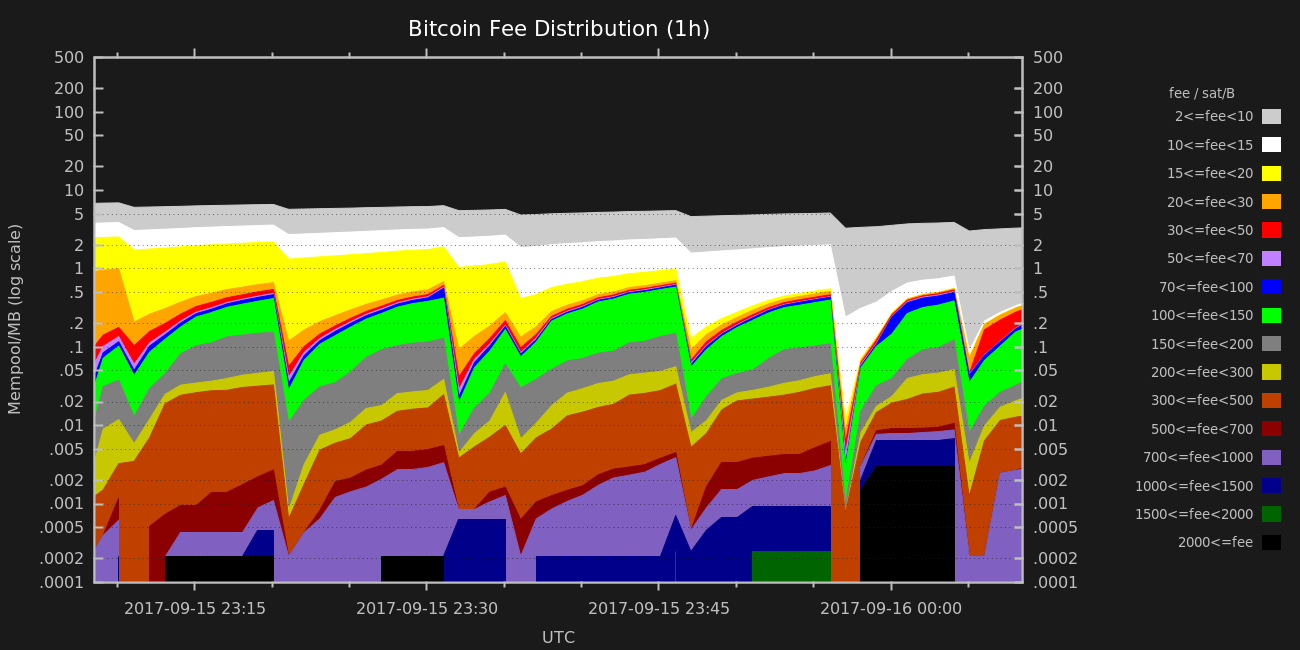 Bitcoin Fee Distribution (1h)
500
200
100
50
20
10
5
2
1
.5
.2
.1
.05
.02
.01
.005
.002
.001
.0005
.0002
.0001
Mempool/MB (log scale)
500
200
100
50
20
10
5
2
1
.5
.2
.1
.05
.02
.01
.005
.002
.001
.0005
.0002
.0001
2017-09-15 23:15
2017-09-15 23:30
2017-09-15 23:45
2017-09-16 00:00
UTC
fee / sat/B
2<=fee<10
10<=fee<15
15<=fee<20
20<=fee<30
30<=fee<50
50<=fee<70
70<=fee<100
100<=fee<150
150<=fee<200
200<=fee<300
300<=fee<500
500<=fee<700
700<=fee<1000
1000<=fee<1500
1500<=fee<2000
2000<=fee